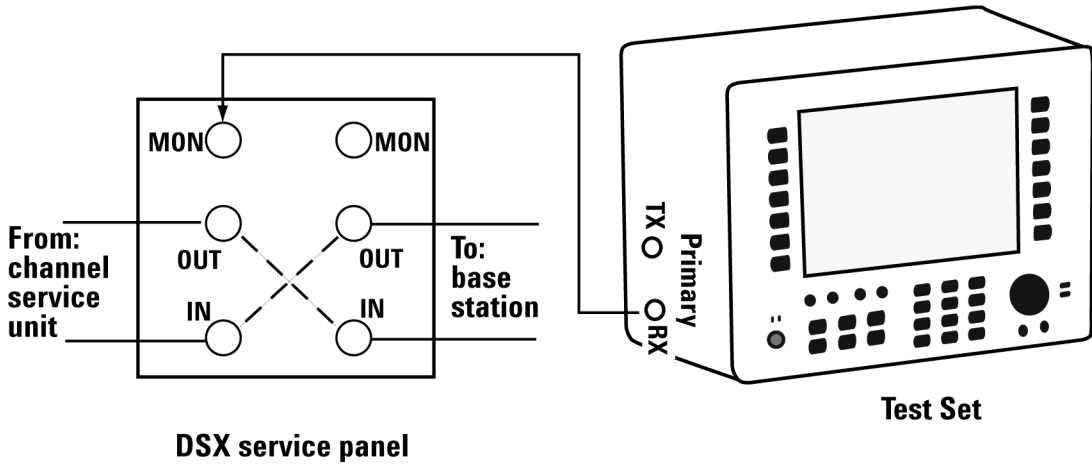 MON
MON
From:
channel
service
unit
OUT
OUT
IN
IN
To:
base
station
TX
RX
Primary
Test Set
DSX service panel